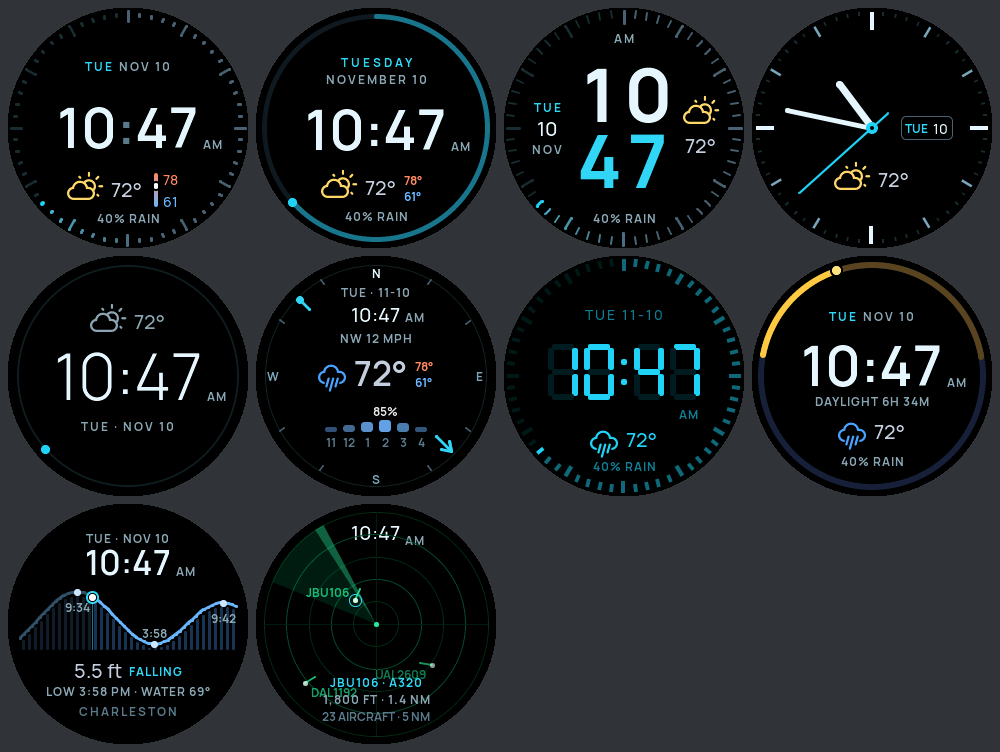 TUE NOV 10
10:47 AM
72°
78
61
40% RAIN
TUESDAY
NOVEMBER 10
10:47 AM
72°
78°
61°
40% RAIN
AM
TUE
10
NOV
10
47
72°
40% RAIN
TUE 10
72°
72°
10:47 AM
TUE · NOV 10
N
TUE · 11-10
10:47 AM
NW 12 MPH
W
72°
78°
61°
E
85%
11 12 1 2 3 4
S
TUE 11-10
10:47
AM
72°
40% RAIN
TUE NOV 10
10:47 AM
DAYLIGHT 6H 34M
72°
40% RAIN
TUE · NOV 10
10:47 AM
9:34
3:58
9:42
5.5 ft FALLING
LOW 3:58 PM · WATER 69°
CHARLESTON
10:47 AM
JBU106
UAL2609
JBU106 · A320
DAL1192
1,800 FT · 1.4 NM
23 AIRCRAFT · 5 NM